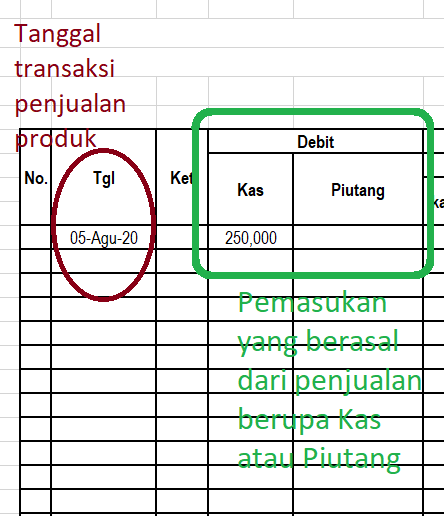 Tanggal
transaksi
penjualan
produk
Debit
No. Tgl Ket Kas Piutang
05-Agu-20 250,000
Pemasukan
yang berasal
dari penjualan
berupa Kas
atau Piutang